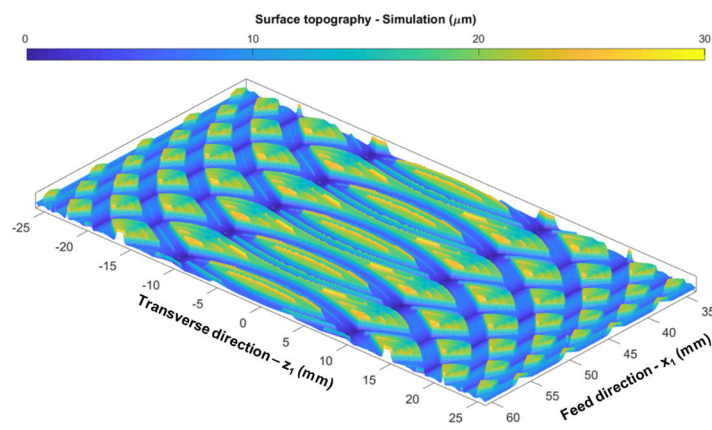 Surface topography - Simulation (μm)
0 10 20 30
-25 -20 -15 -10 -5 0 5 10 15 20 25
Transverse direction – z₁ (mm)
35 40 45 50 55 60
Feed direction - x₁ (mm)